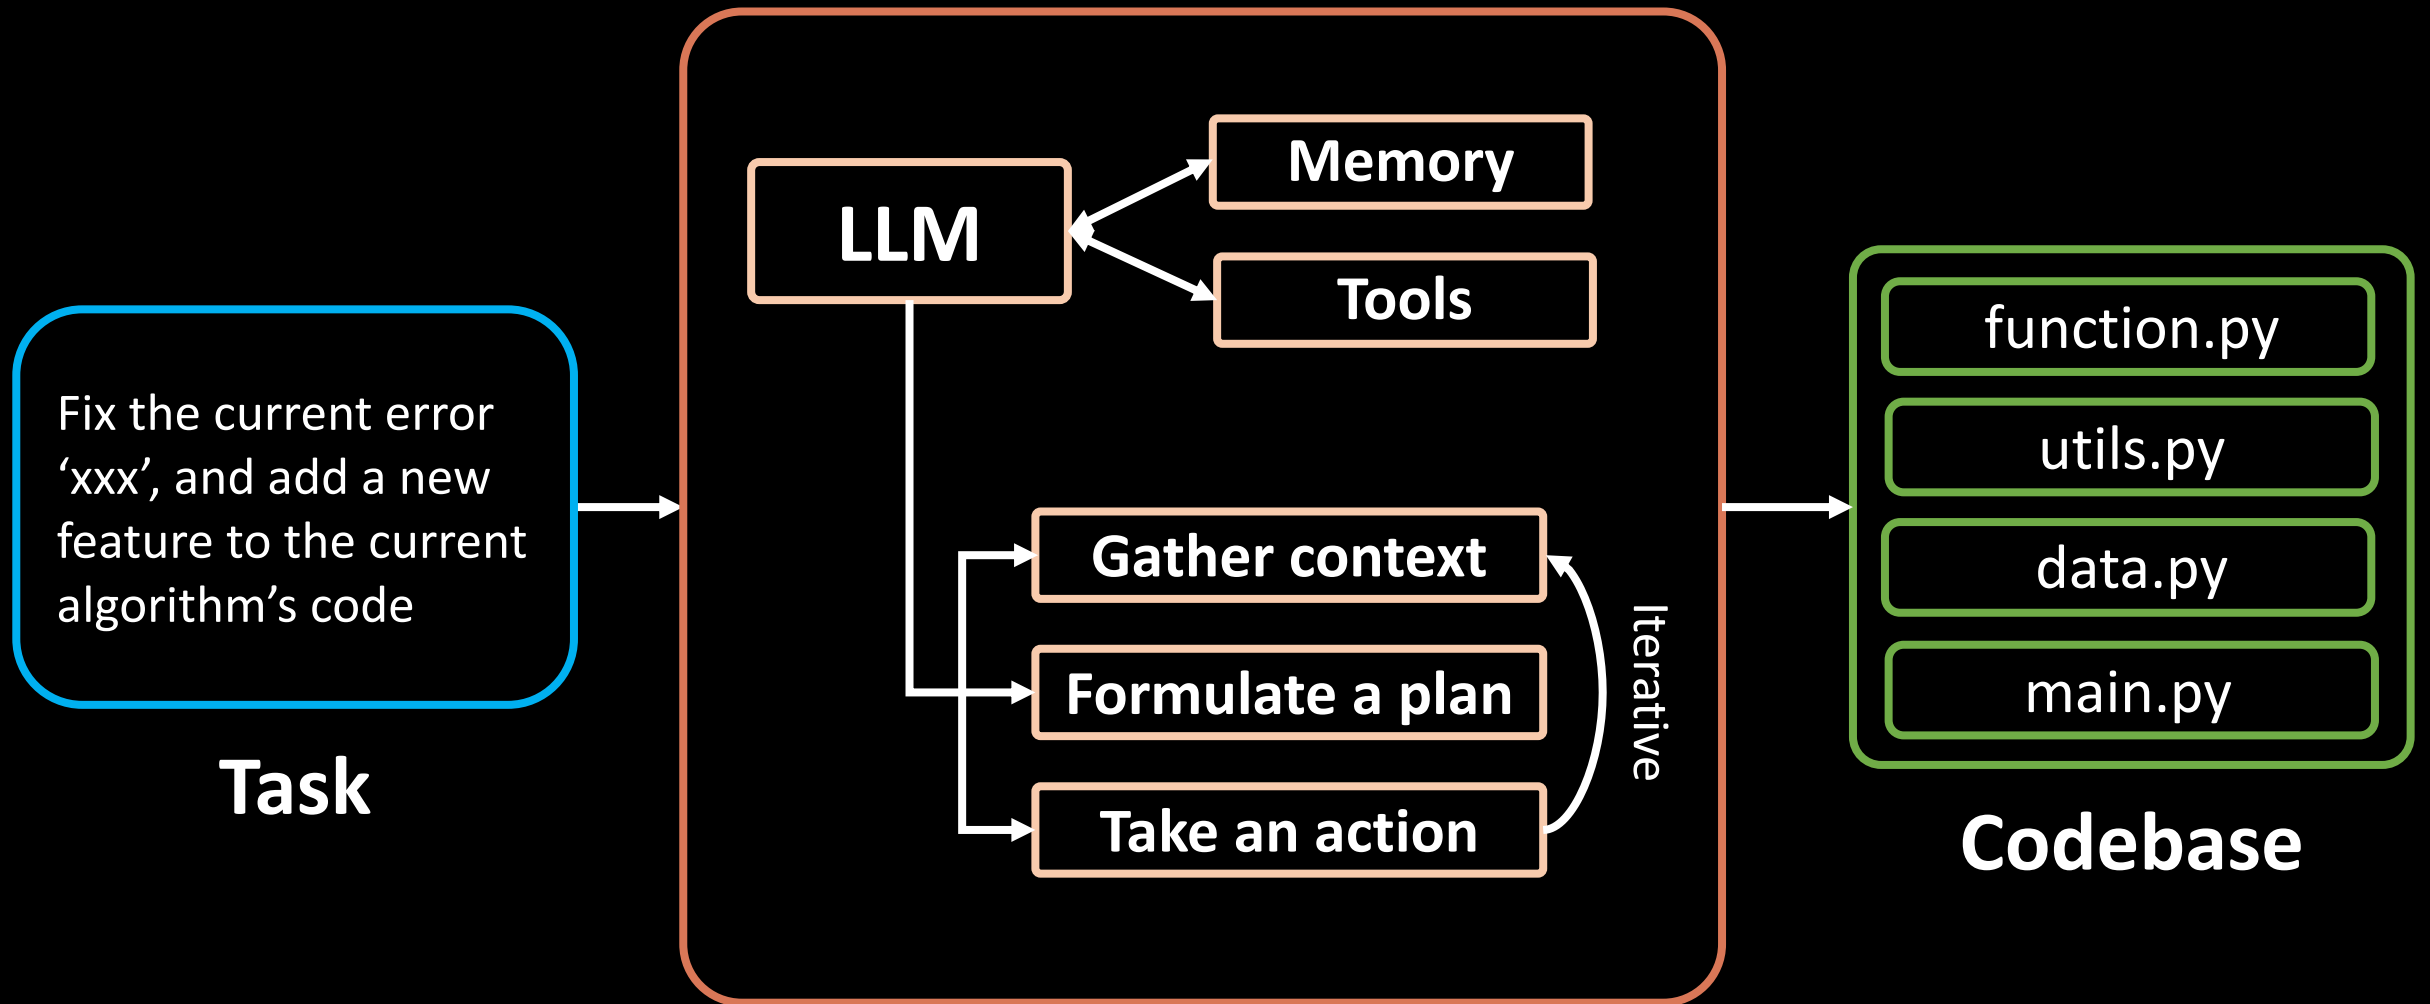 Fix the current error
‘xxx’, and add a new
feature to the current
algorithm’s code
Task
LLM
Memory
Tools
Gather context
Formulate a plan
Take an action
Iterative
function.py
utils.py
data.py
main.py
Codebase